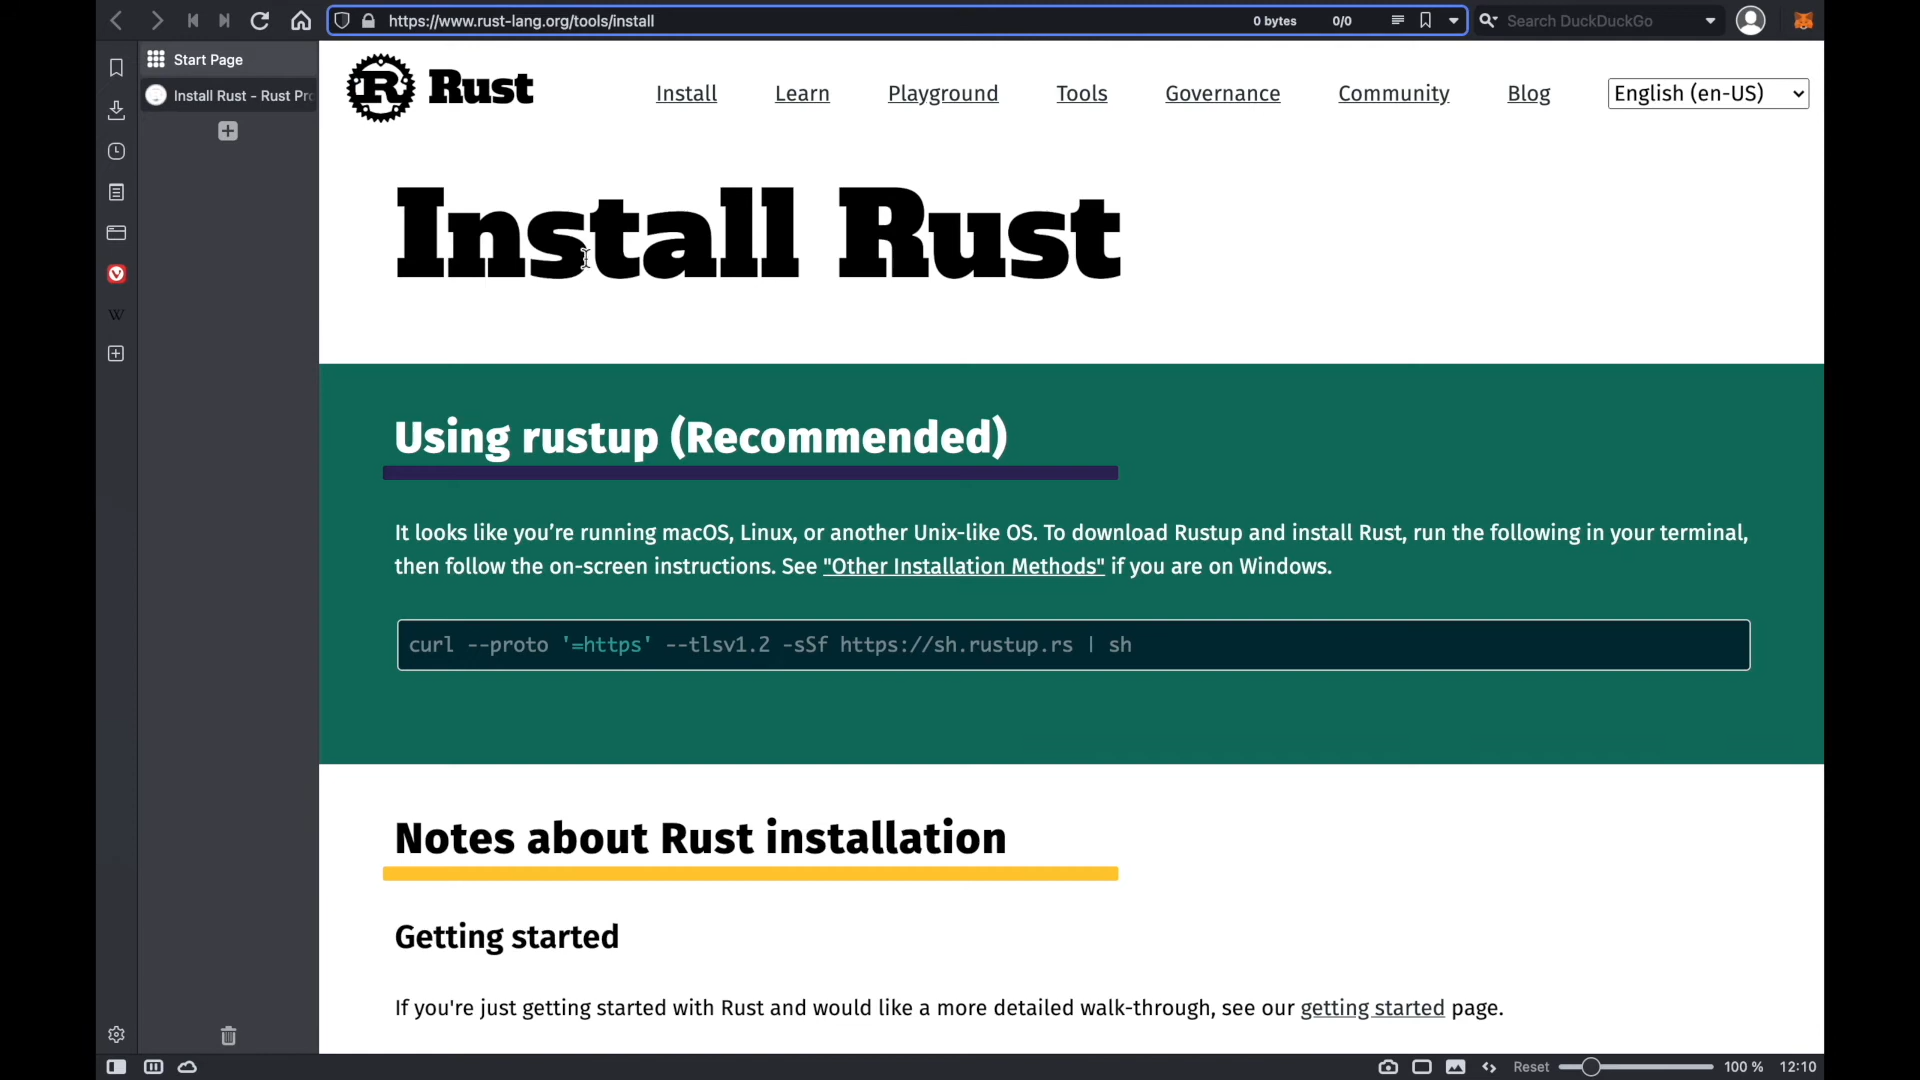 https://www.rust-lang.org/tools/install
0 bytes
0/0
Search DuckDuckGo
Start Page
Install Rust - Rust Pro
Rust
Install
Learn
Playground
Tools
Governance
Community
Blog
English (en-US)
Install Rust
Using rustup (Recommended)
It looks like you’re running macOS, Linux, or another Unix-like OS. To download Rustup and install Rust, run the following in your terminal,
then follow the on-screen instructions. See "Other Installation Methods" if you are on Windows.
curl --proto '=https' --tlsv1.2 -sSf https://sh.rustup.rs | sh
Notes about Rust installation
Getting started
If you're just getting started with Rust and would like a more detailed walk-through, see our getting started page.
Reset
100 %
12:10